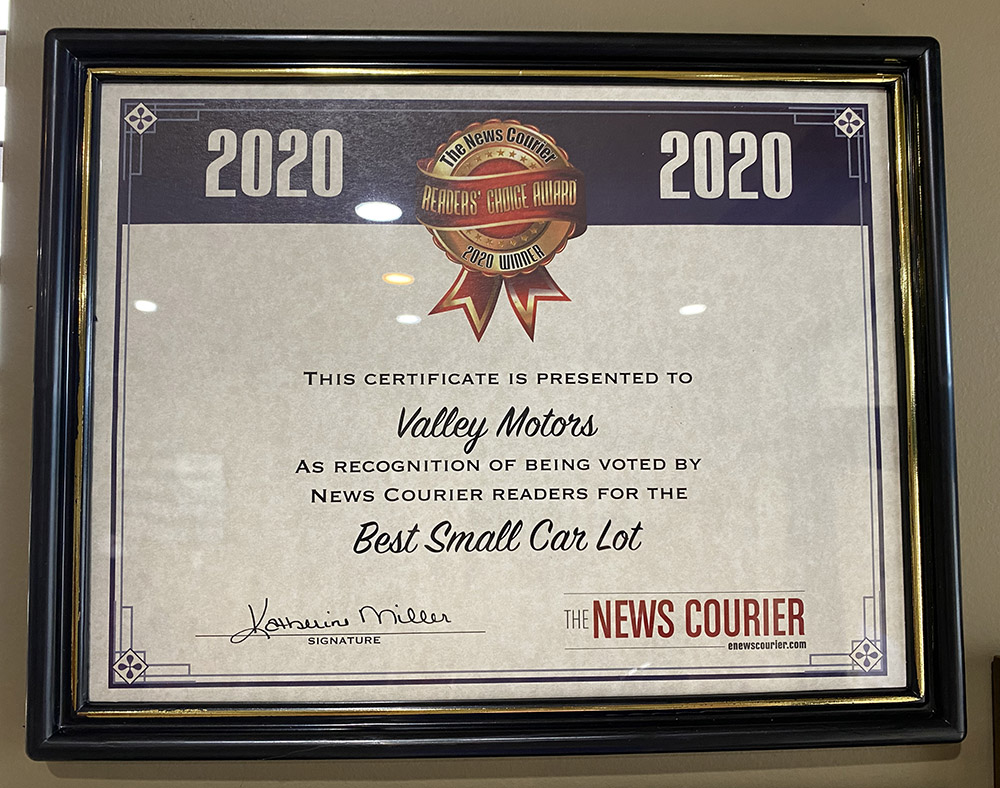 2020
2020
The News Courier
READERS' CHOICE AWARD
2020 WINNER
THIS CERTIFICATE IS PRESENTED TO
Valley Motors
AS RECOGNITION OF BEING VOTED BY
NEWS COURIER READERS FOR THE
Best Small Car Lot
Katherine Miller
SIGNATURE
THE NEWS COURIER
enewscourier.com